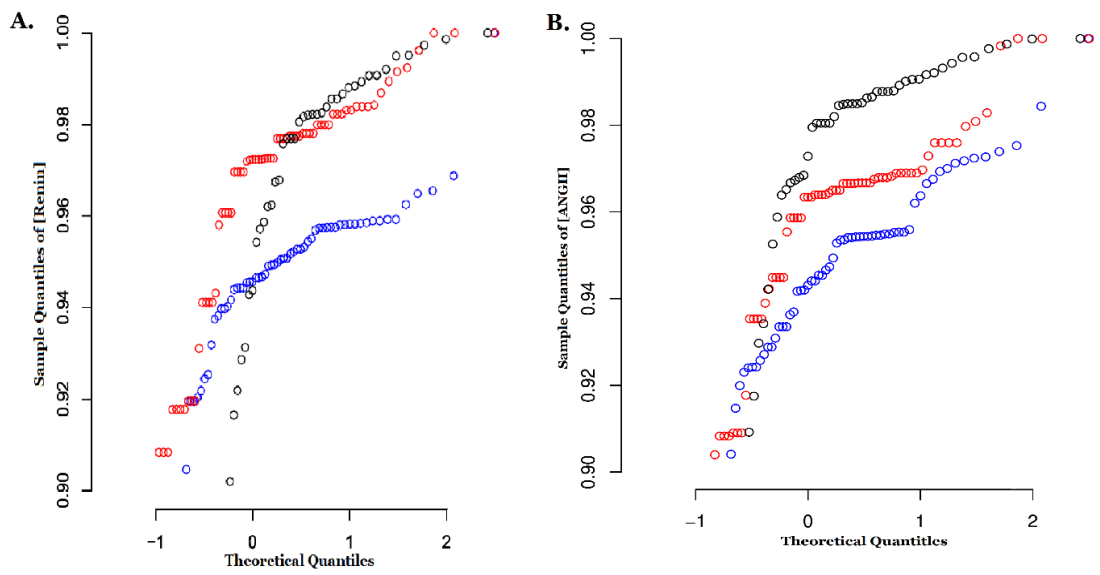 A.
Sample Quantiles of [Renin]
1.00
0.98
0.96
0.94
0.92
0.90
−1 0 1 2
Theoretical Quantiles
B.
Sample Quantitles of [ANGII]
1.00
0.98
0.96
0.94
0.92
0.90
−1 0 1 2
Theoretical Quantitles